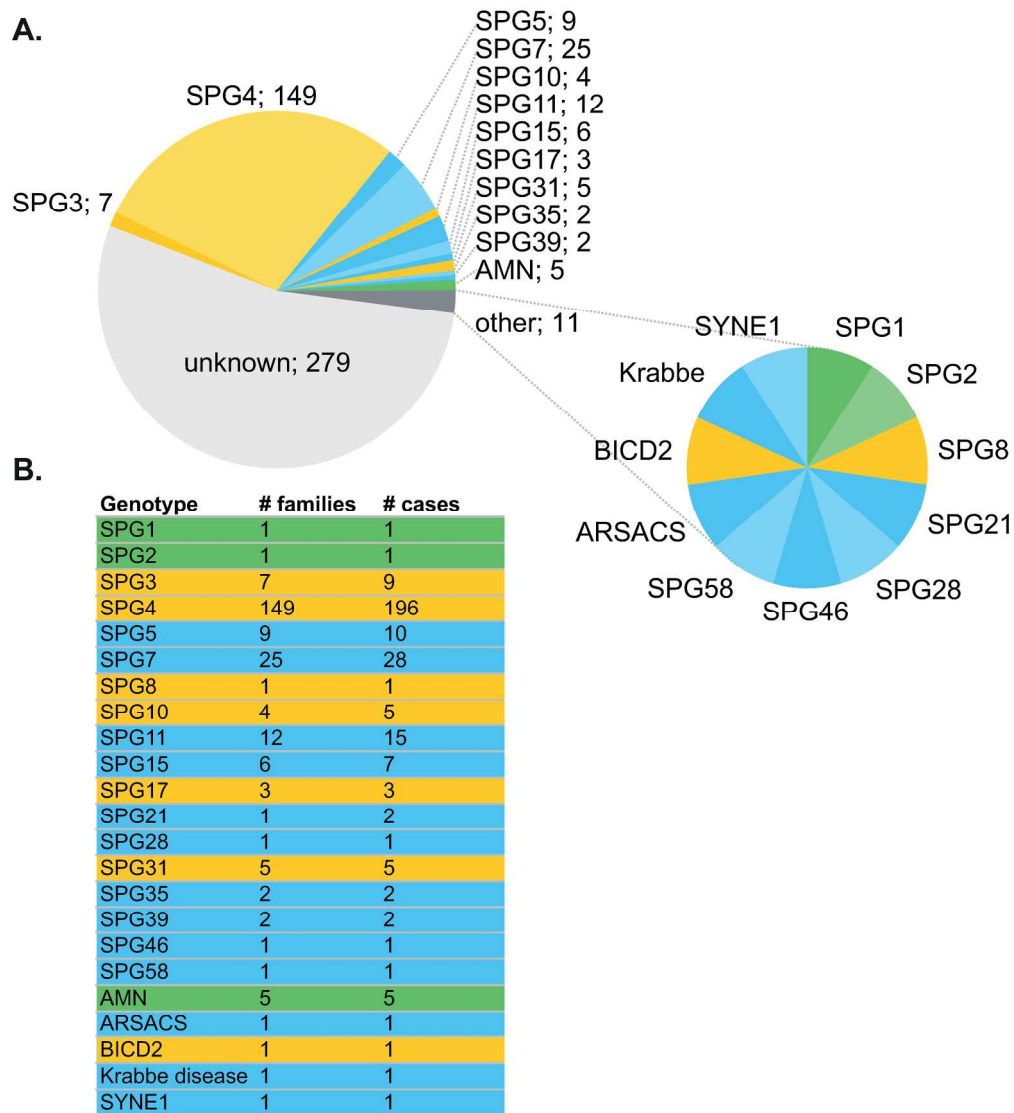 A.
SPG4; 149
SPG3; 7
unknown; 279
SPG5; 9
SPG7; 25
SPG10; 4
SPG11; 12
SPG15; 6
SPG17; 3
SPG31; 5
SPG35; 2
SPG39; 2
AMN; 5
other; 11
SYNE1
SPG1
Krabbe
SPG2
BICD2
SPG8
ARSACS
SPG21
SPG58
SPG28
SPG46
B.
Genotype # families # cases
SPG1 1 1
SPG2 1 1
SPG3 7 9
SPG4 149 196
SPG5 9 10
SPG7 25 28
SPG8 1 1
SPG10 4 5
SPG11 12 15
SPG15 6 7
SPG17 3 3
SPG21 1 2
SPG28 1 1
SPG31 5 5
SPG35 2 2
SPG39 2 2
SPG46 1 1
SPG58 1 1
AMN 5 5
ARSACS 1 1
BICD2 1 1
Krabbe disease 1 1
SYNE1 1 1